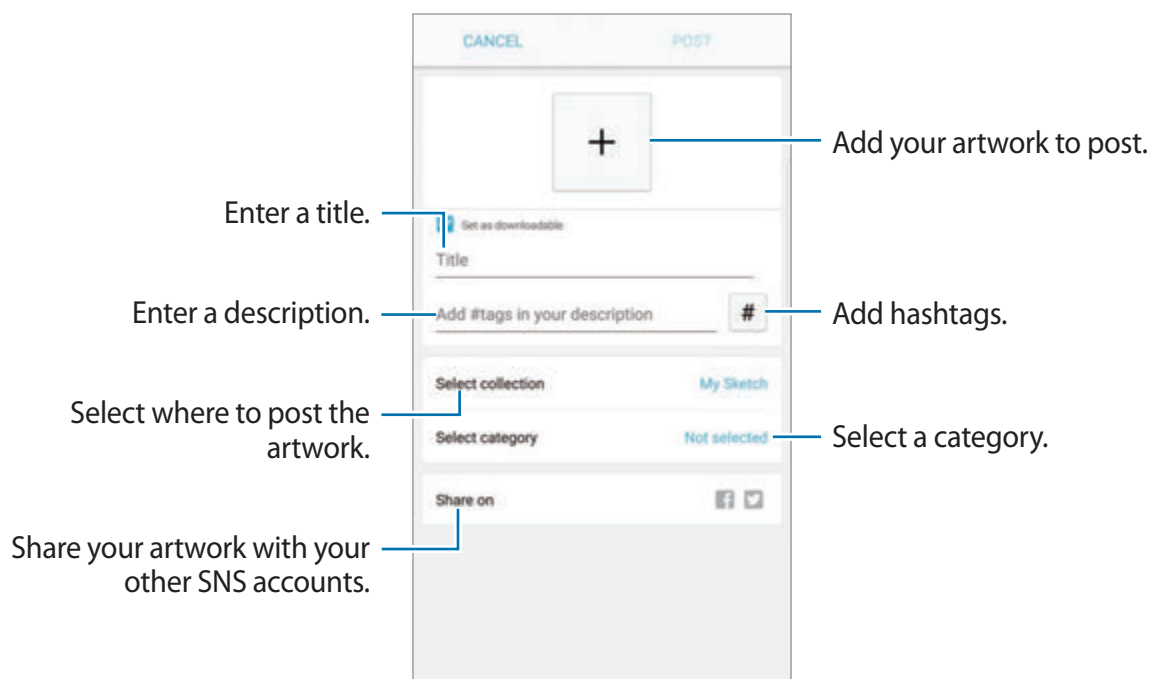 CANCEL POST
+
Add your artwork to post.
Enter a title.
Set as downloadable
Title
Enter a description.
Add #tags in your description
#
Add hashtags.
Select collection My Sketch
Select where to post the
artwork.
Select category Not selected
Select a category.
Share on
Share your artwork with your
other SNS accounts.